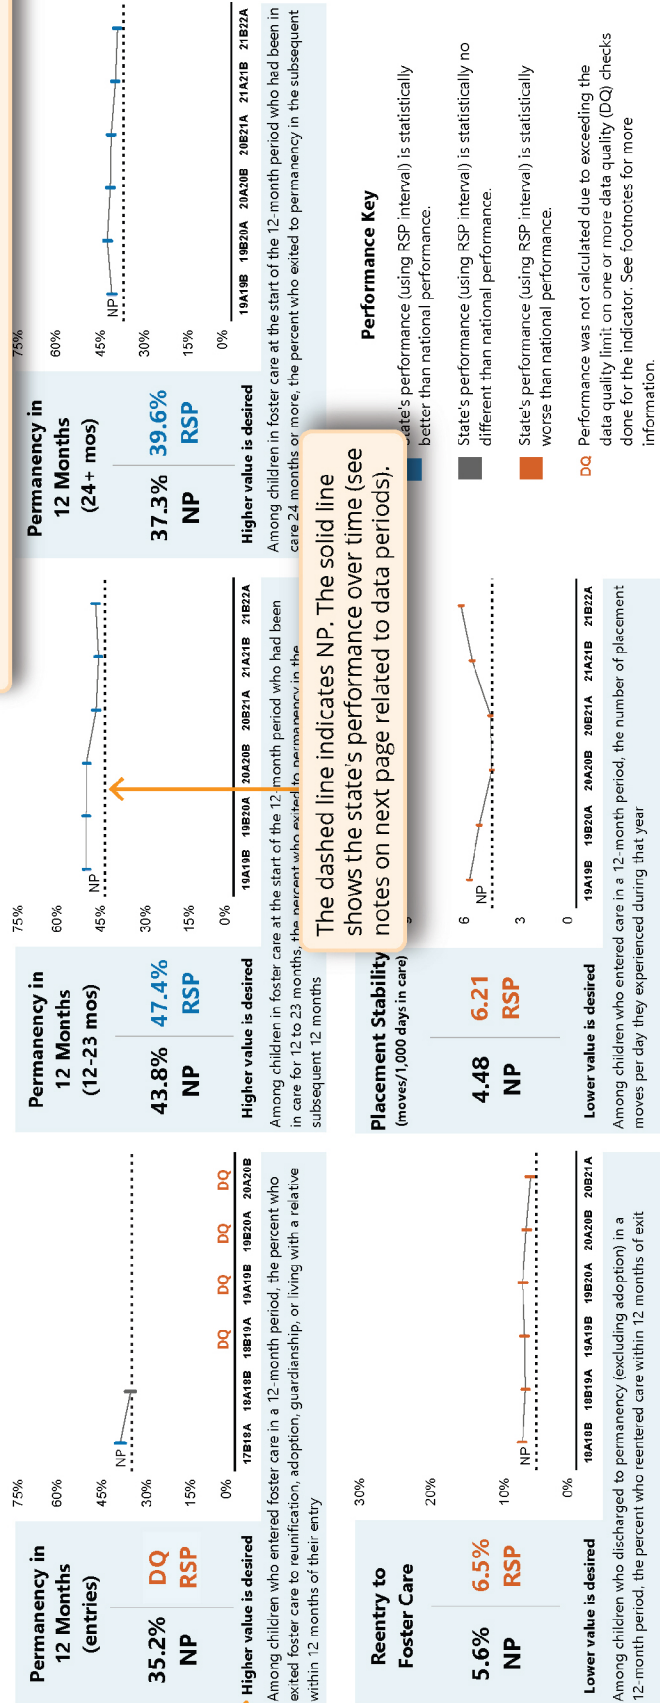 Permanency in
12 Months
(entries)
35.2%
NP
DQ
RSP
Higher value is desired
75%
60%
45%
30%
15%
0%
NP
DQ
DQ
DQ
DQ
17B18A 18A18B 18B19A 19A19B 19B20A 20A20B
Among children who entered foster care in a 12-month period, the percent who
exited foster care to reunification, adoption, guardianship, or living with a relative
within 12 months of their entry
Permanency in
12 Months
(12-23 mos)
43.8%
NP
47.4%
RSP
Higher value is desired
75%
60%
45%
30%
15%
0%
NP
19A19B 19B20A 20A20B 20B21A 21A21B 21B22A
Among children in foster care at the start of the 12-month period who had been
in care for 12 to 23 months, the percent who exited to permanency in the
subsequent 12 months
Permanency in
12 Months
(24+ mos)
37.3%
NP
39.6%
RSP
Higher value is desired
75%
60%
45%
30%
15%
0%
NP
19A19B 19B20A 20A20B 20B21A 21A21B 21B22A
Among children in foster care at the start of the 12-month period who had been in
care 24 months or more, the percent who exited to permanency in the subsequent
The dashed line indicates NP. The solid line
shows the state's performance over time (see
notes on next page related to data periods).
Reentry to
Foster Care
5.6%
NP
6.5%
RSP
Lower value is desired
30%
20%
10%
0%
NP
18A18B 18B19A 19A19B 19B20A 20A20B 20B21A
Among children who discharged to permanency (excluding adoption) in a
12-month period, the percent who reentered care within 12 months of exit
Placement Stability
(moves/1,000 days in care)
4.48
NP
6.21
RSP
Lower value is desired
6
3
0
NP
19A19B 19B20A 20A20B 20B21A 21A21B 21B22A
Among children who entered care in a 12-month period, the number of placement
moves per day they experienced during that year
Performance Key
State's performance (using RSP interval) is statistically
better than national performance.
State's performance (using RSP interval) is statistically no
different than national performance.
State's performance (using RSP interval) is statistically
worse than national performance.
DQ Performance was not calculated due to exceeding the
data quality limit on one or more data quality (DQ) checks
done for the indicator. See footnotes for more
information.